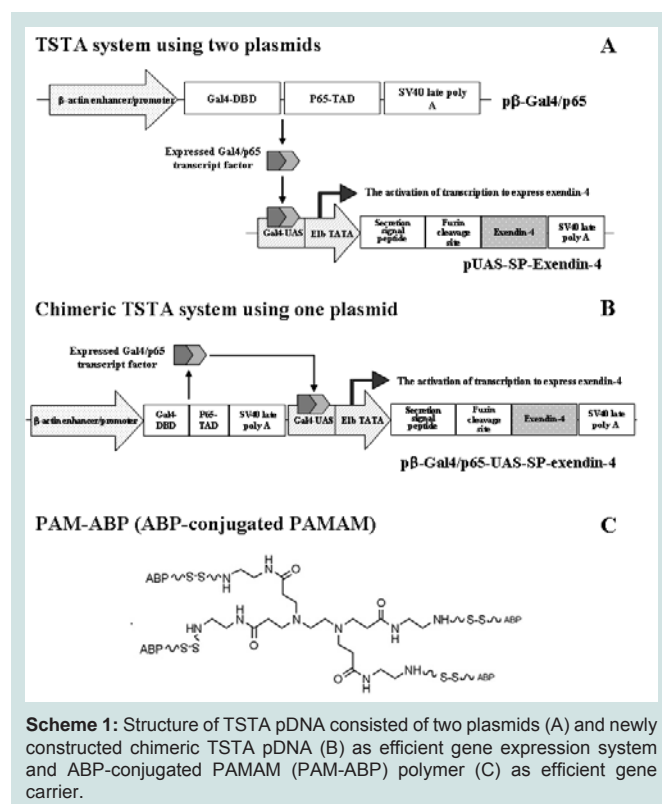 TSTA system using two plasmids
A
β-actin enhancer/promoter
Gal4-DBD
P65-TAD
SV40 late poly
A
pβ-Gal4/p65
Expressed Gal4/p65
transcript factor
The activation of transcription to express exendin-4
Gal4-UAS
E1b TATA
Secretion
signal
peptide
Furin
cleavage
site
Exendin-4
SV40 late
poly A
pUAS-SP-Exendin-4
Chimeric TSTA system using one plasmid
B
Expressed Gal4/p65
transcript factor
The activation of transcription to express exendin-4
β-actin enhancer/promoter
Gal4-
DBD
P65-
TAD
SV40 late
poly A
Gal4-UAS
E1b TATA
Secretion
signal
peptide
Furin
cleavage
site
Exendin-4
SV40 late
poly A
pβ-Gal4/p65-UAS-SP-exendin-4
PAM-ABP (ABP-conjugated PAMAM)
C
ABP S-S N H H N O
HN N H O N N O N H NH S-S ABP
ABP S S
O N H NH S-S ABP
Scheme 1: Structure of TSTA pDNA consisted of two plasmids (A) and newly
constructed chimeric TSTA pDNA (B) as efficient gene expression system
and ABP-conjugated PAMAM (PAM-ABP) polymer (C) as efficient gene
carrier.